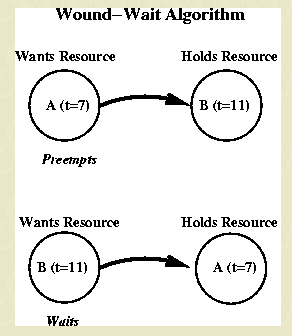 Wound-Wait Algorithm
Wants Resource Holds Resource
A (t=7) B (t=11)
Preempts
Wants Resource Holds Resource
B (t=11) A (t=7)
Waits